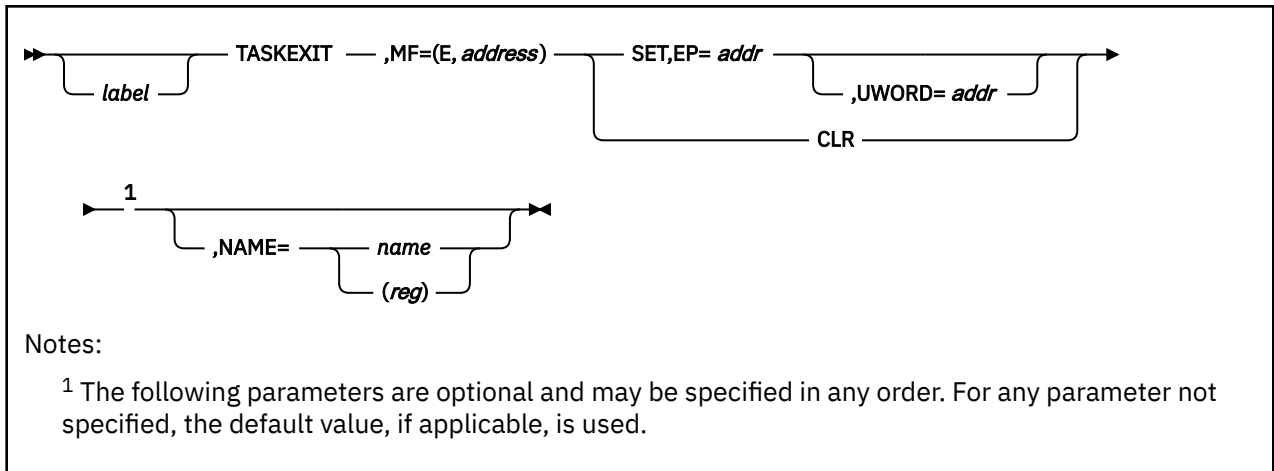 TASKEXIT ,MF=(E, address) SET,EP= addr
label ,UWORD= addr
CLR
1
,NAME= name
(reg)
Notes:
1 The following parameters are optional and may be specified in any order. For any parameter not
specified, the default value, if applicable, is used.